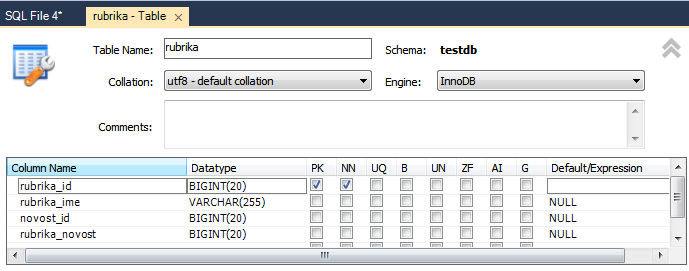 SQL File 4*
rubrika - Table
Table Name: rubrika Schema: testdb
Collation: utf8 - default collation Engine: InnoDB
Comments:
Column Name Datatype PK NN UQ B UN ZF AI G Default/Expression
rubrika_id BIGINT(20)
rubrika_ime VARCHAR(255) NULL
novost_id BIGINT(20) NULL
rubrika_novost BIGINT(20) NULL